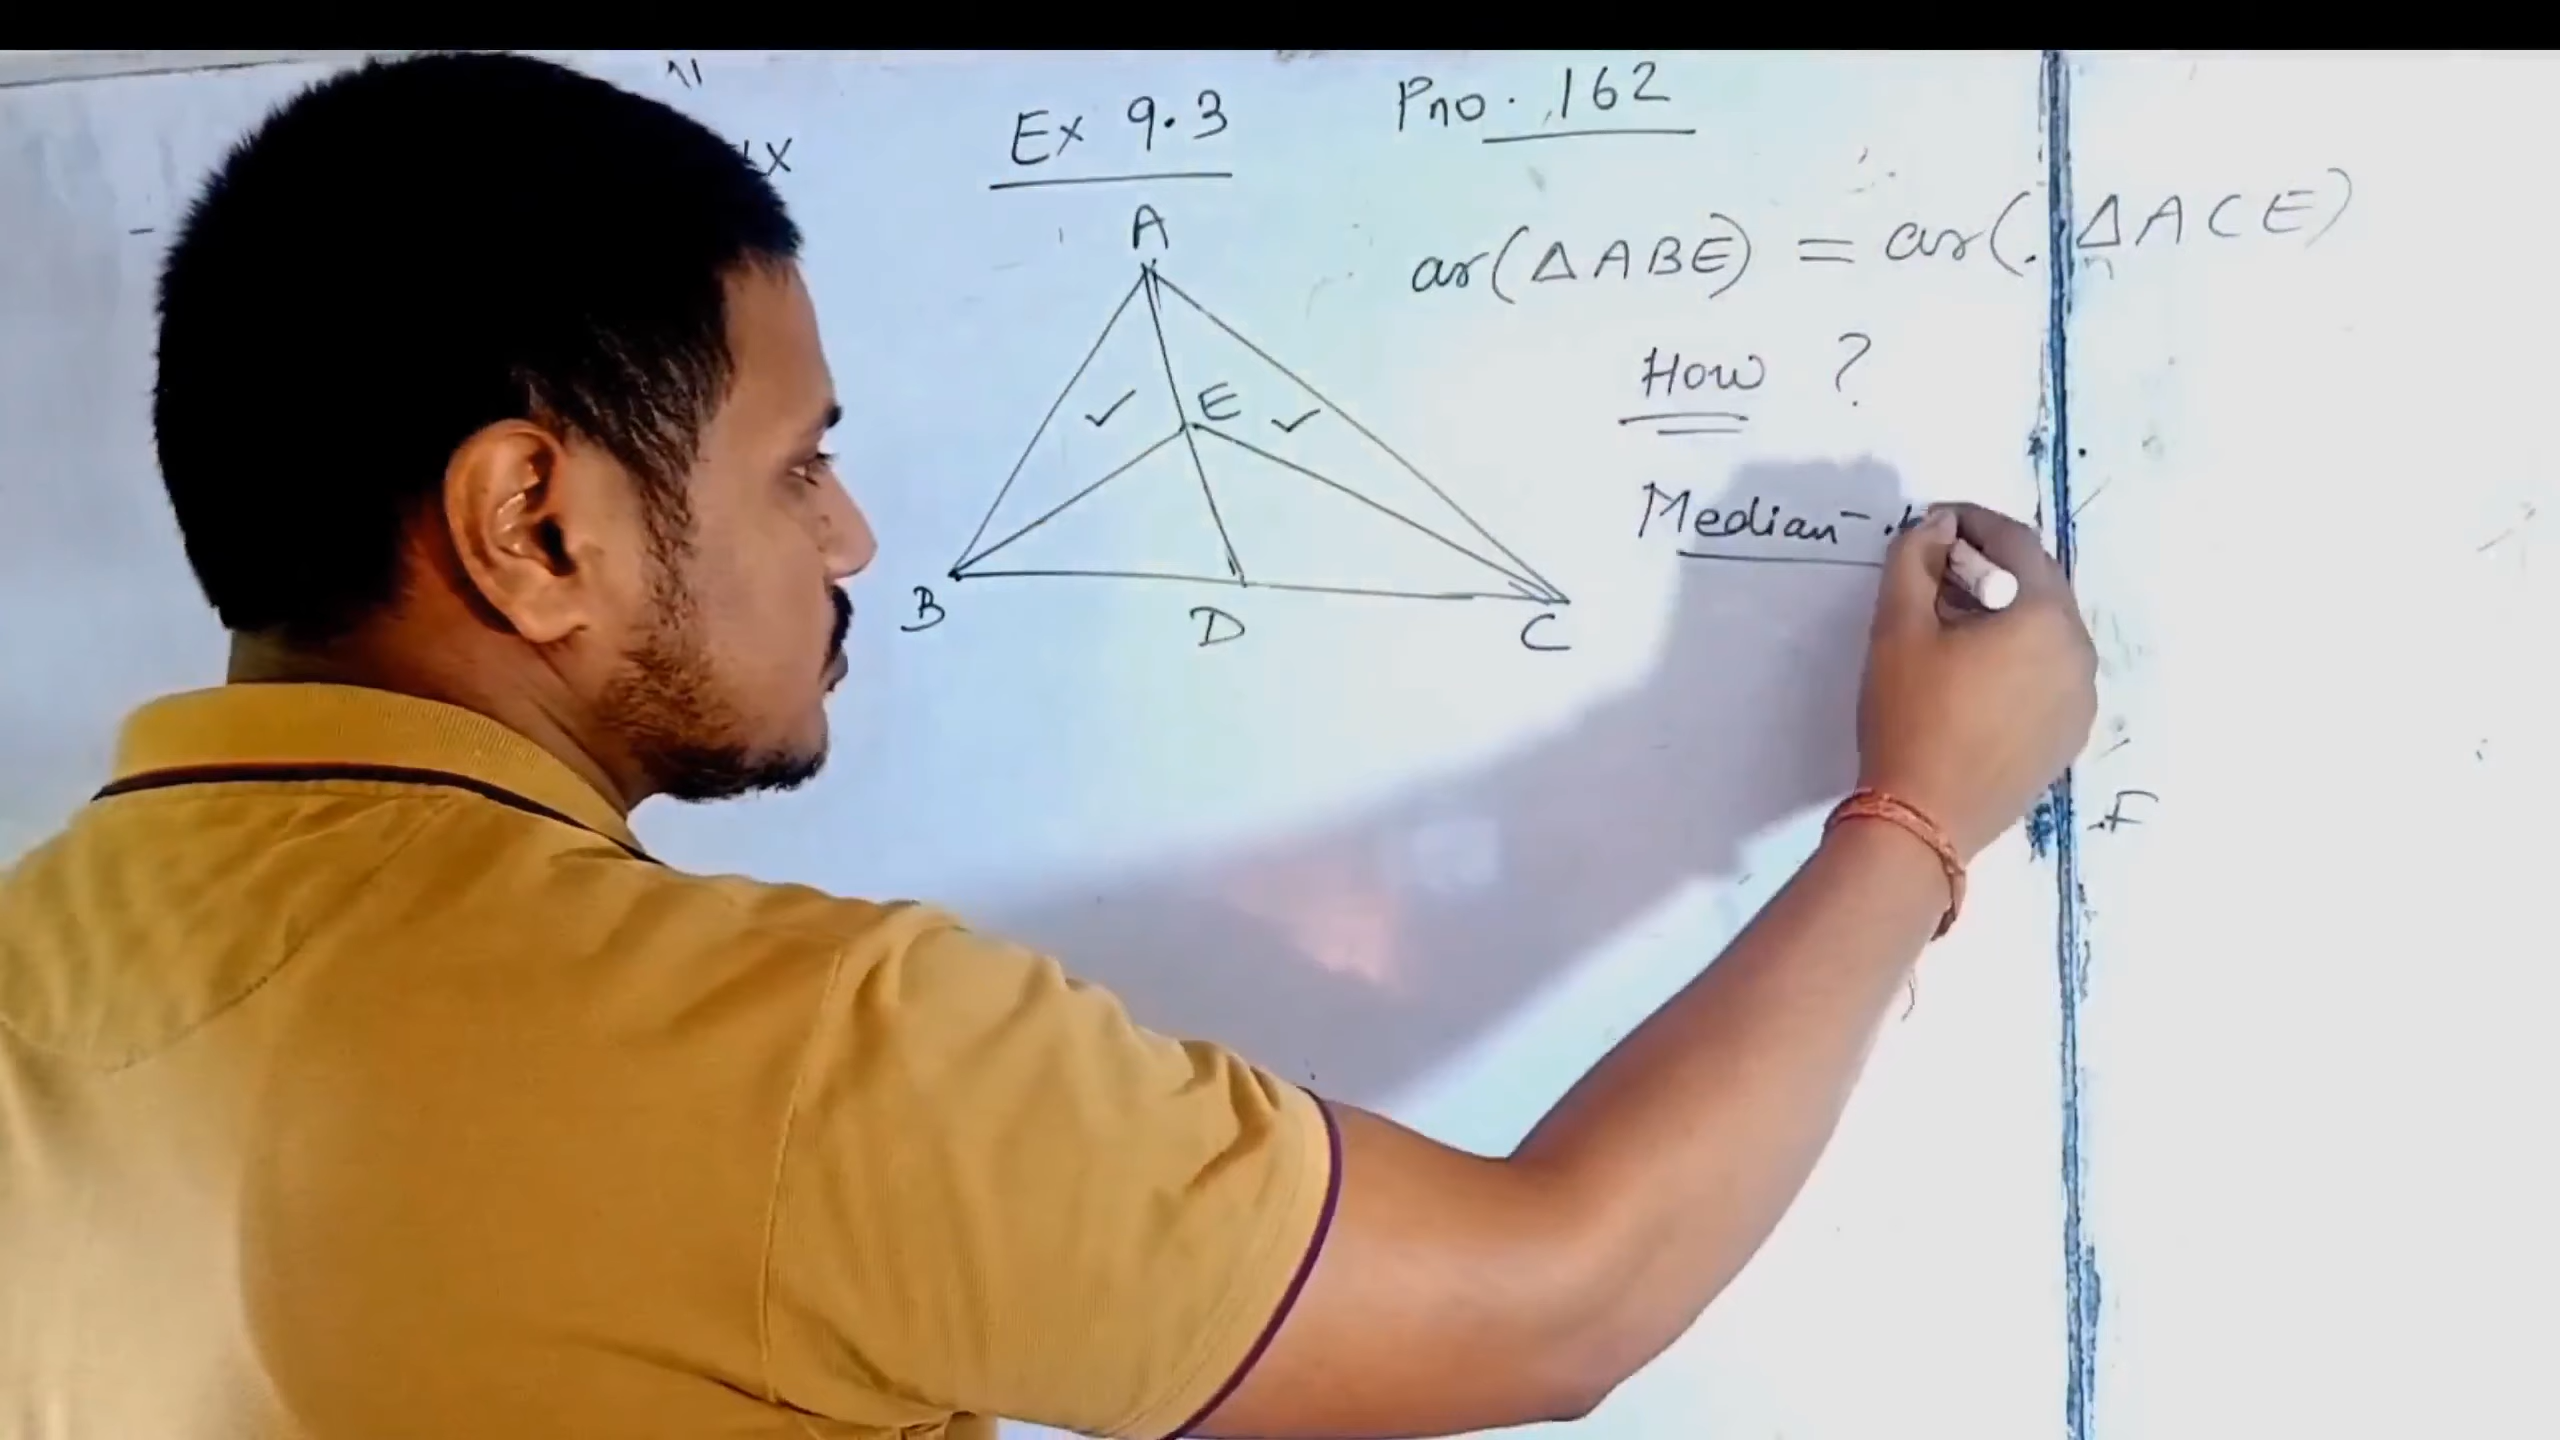 Ex 9.3
Pno. 162
A
ar(ΔABE) = ar(ΔACE)
How ?
E
Median -
B
D
C
F